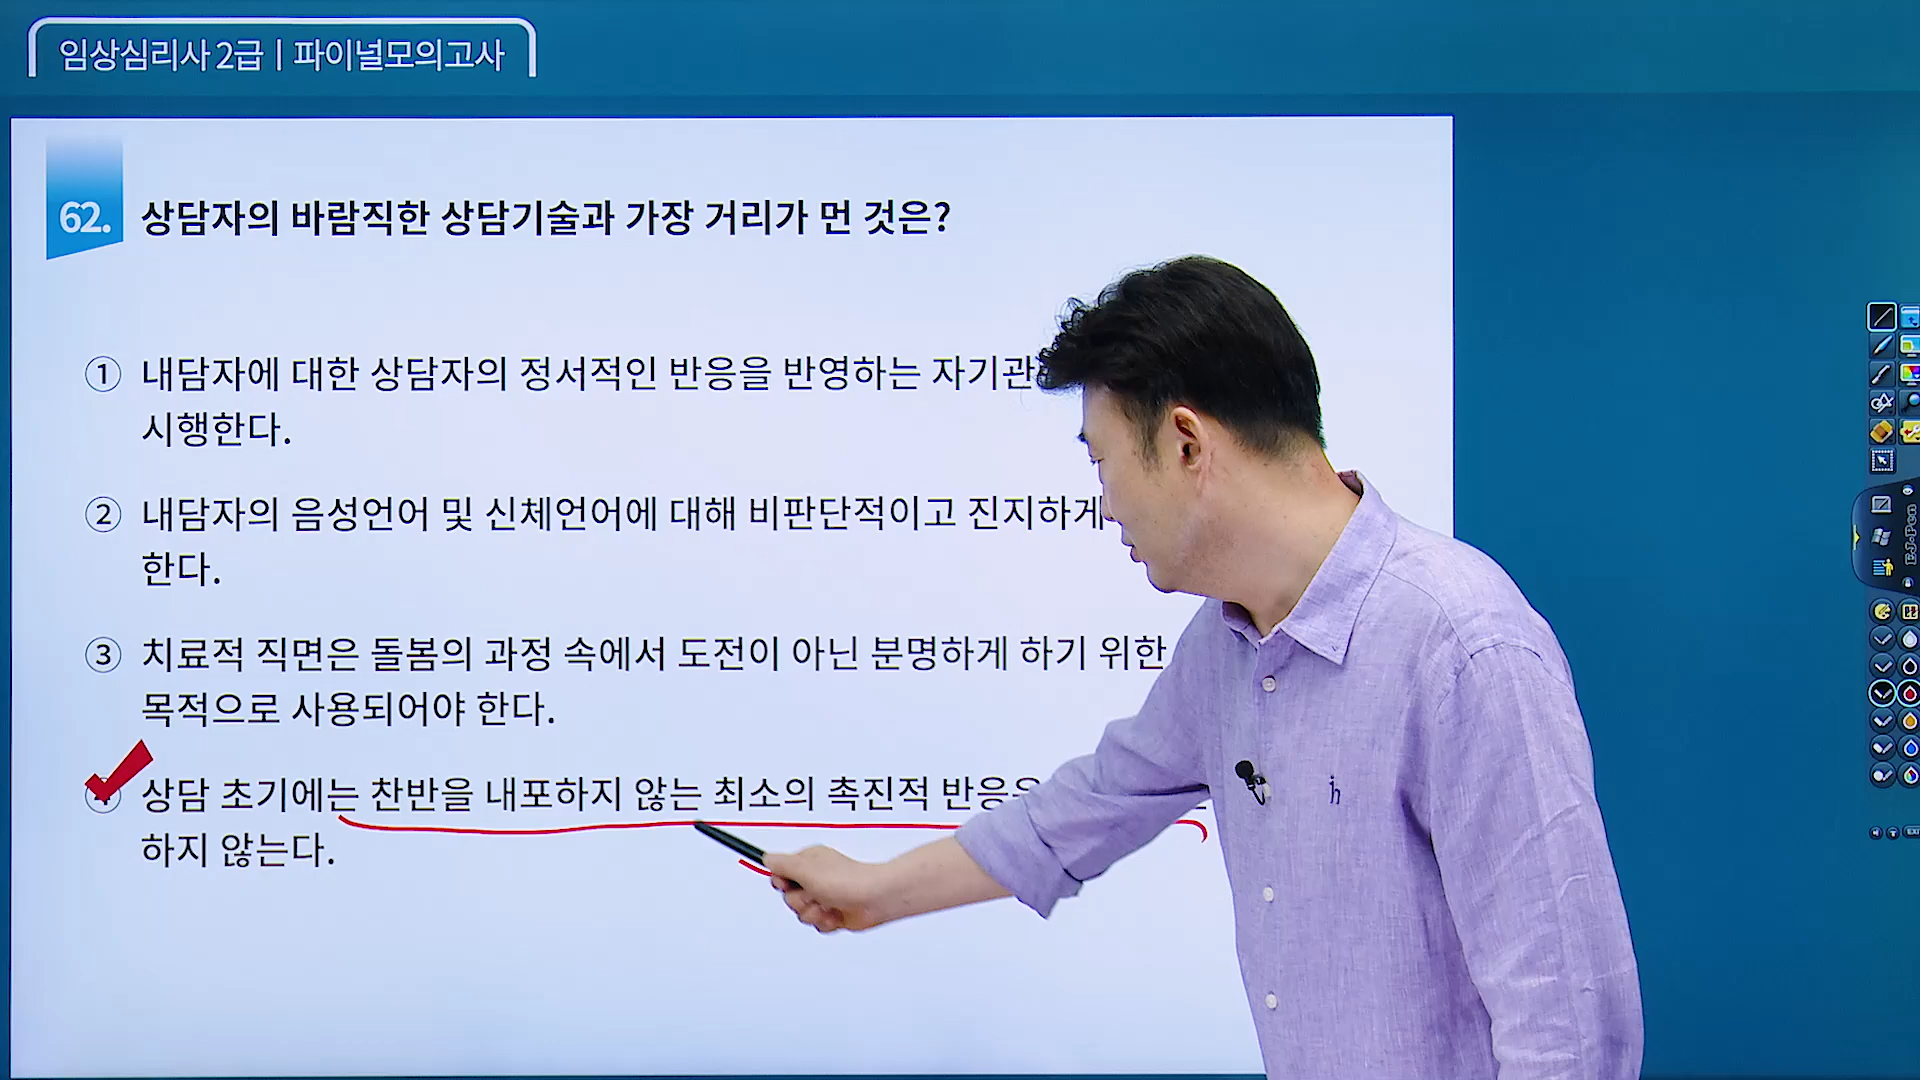 임상심리사 2급 | 파이널모의고사
62. 상담자의 바람직한 상담기술과 가장 거리가 먼 것은?
① 내담자에 대한 상담자의 정서적인 반응을 반영하는
시행한다.
② 내담자의 음성언어 및 신체언어에 대해 비판단적이고 진지하게
한다.
③ 치료적 직면은 돌봄의 과정 속에서 도전이 아닌 분명하게 하기 위한
목적으로 사용되어야 한다.
④ 상담 초기에는 찬반을 내포하지 않는 최소의 촉진적
하지 않는다.
h
EJ-Pen